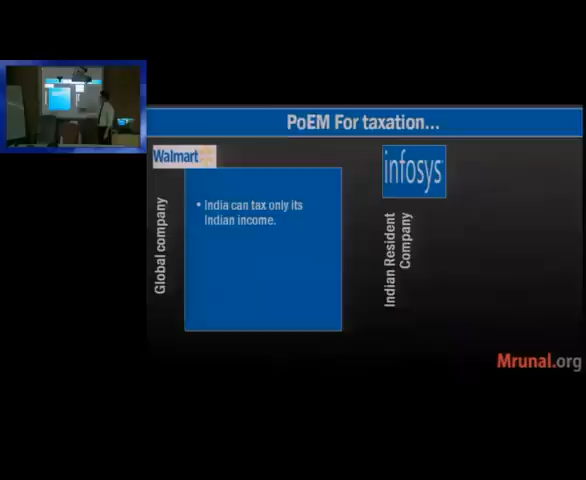 PoEM For taxation...
Walmart
Global company
• India can tax only its
Indian income.
infosys
Indian Resident
Company
Mrunal.org